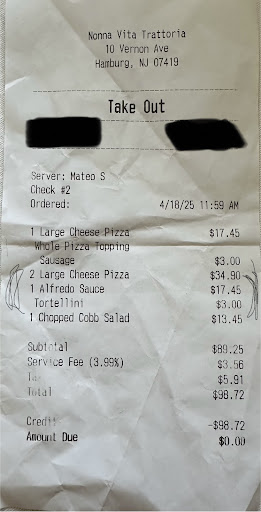 Nonna Vita Trattoria
10 Vernon Ave
Hamburg, NJ 07419
Take Out
Server: Mateo S
Check #2
Ordered: 4/18/25 11:59 AM
1 Large Cheese Pizza $17.45
Whole Pizza Topping
Sausage $3.00
2 Large Cheese Pizza $34.90
1 Alfredo Sauce $17.45
Tortellini $3.00
1 Chopped Cobb Salad $13.45
Subtotal $89.25
Service Fee (3.99%) $3.56
Tax $5.91
Total $98.72
Credit -$98.72
Amount Due $0.00